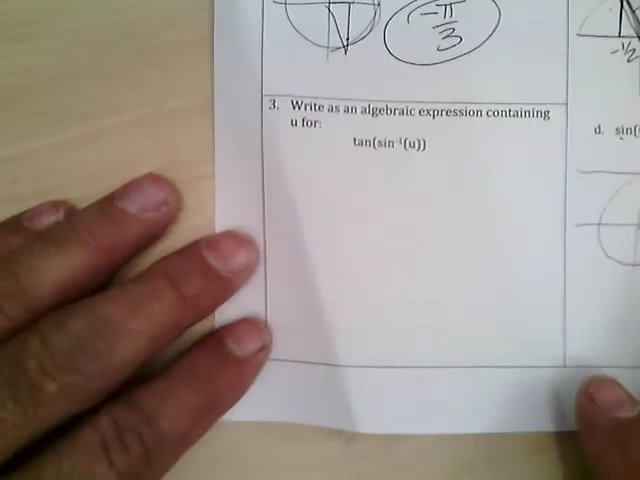 -π/3
-1/2
3. Write as an algebraic expression containing
u for:
tan(sin⁻¹(u))
d. sin(